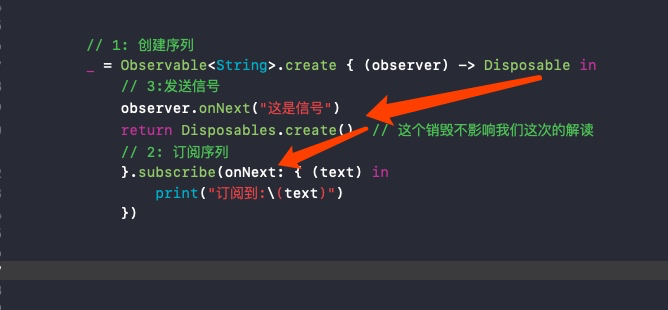 // 1: 创建序列
_ = Observable<String>.create { (observer) -> Disposable in
// 3:发送信号
observer.onNext("这是信号")
return Disposables.create() // 这个销毁不影响我们这次的解读
// 2: 订阅序列
}.subscribe(onNext: { (text) in
print("订阅到:\(text)")
})